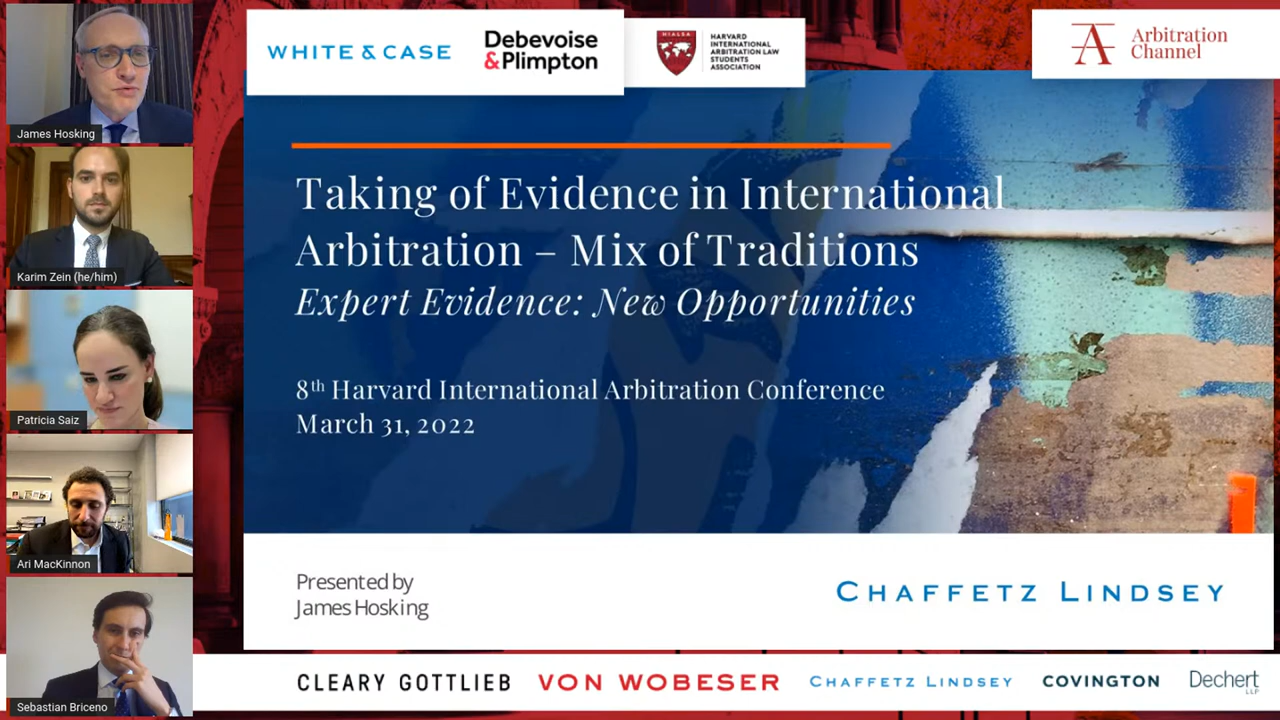 James Hosking
Karim Zein (he/him)
Patricia Saiz
Ari MacKinnon
Sebastian Briceno
WHITE & CASE
Debevoise
&Plimpton
HIALSA
HARVARD
INTERNATIONAL
ARBITRATION LAW
STUDENTS
ASSOCIATION
Arbitration
Channel
Taking of Evidence in International
Arbitration – Mix of Traditions
Expert Evidence: New Opportunities
8th Harvard International Arbitration Conference
March 31, 2022
Presented by
James Hosking
CHAFFETZ LINDSEY
CLEARY GOTTLIEB
VON WOBESER
CHAFFETZ LINDSEY
COVINGTON
Dechert
LLP